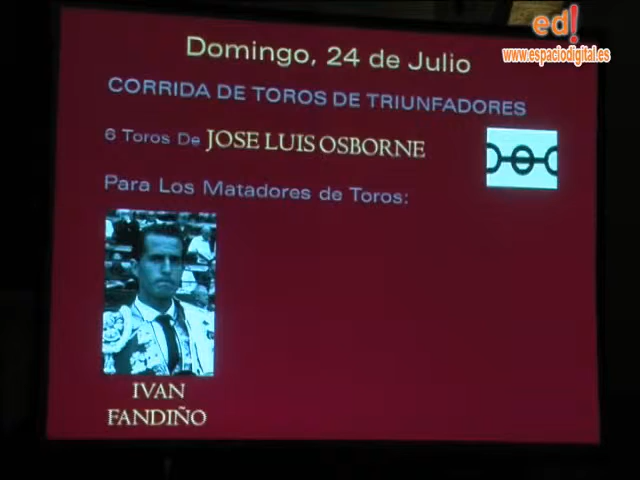 ed!
www.espaciodigital.es
Domingo, 24 de Julio
CORRIDA DE TOROS DE TRIUNFADORES
6 Toros De JOSE LUIS OSBORNE
Para Los Matadores de Toros:
IVAN
FANDIÑO